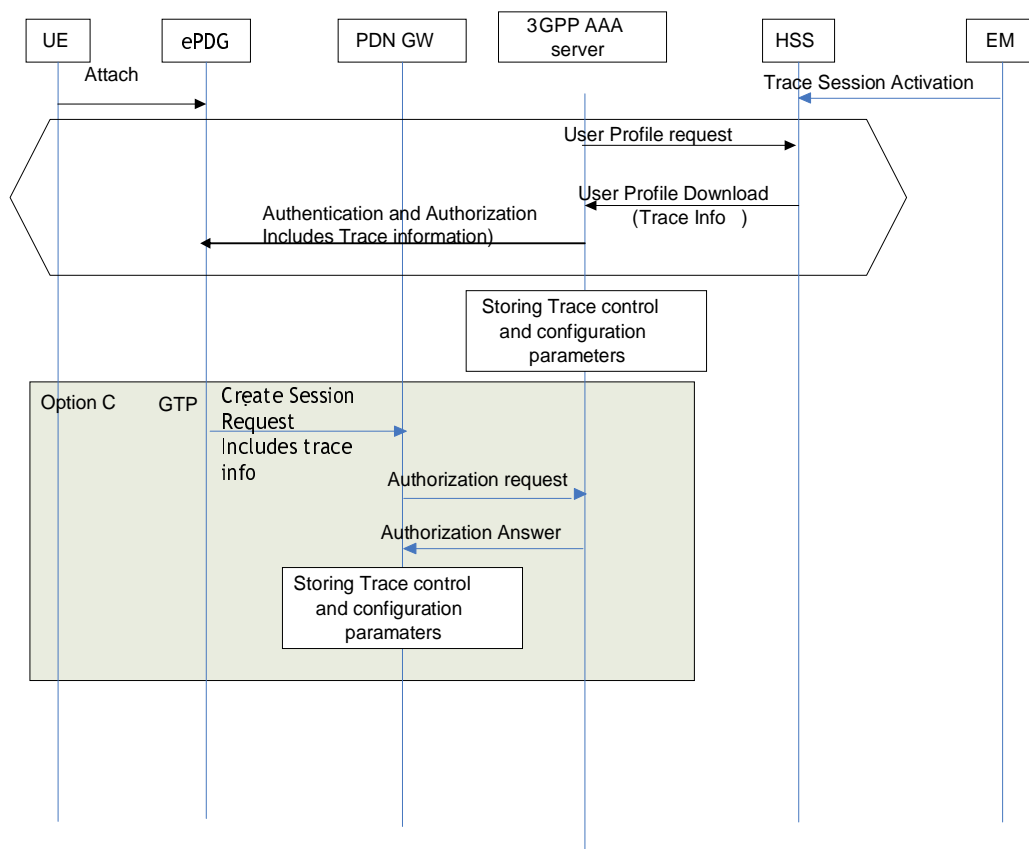 UE
ePDG
PDN GW
3GPP AAA
server
HSS
EM
Attach
Trace Session Activation
User Profile request
User Profile Download
(Trace Info )
Authentication and Authorization
Includes Trace information)
Storing Trace control
and configuration
parameters
Option C
GTP
Create Session
Request
Includes trace
info
Authorization request
Authorization Answer
Storing Trace control
and configuration
paramaters